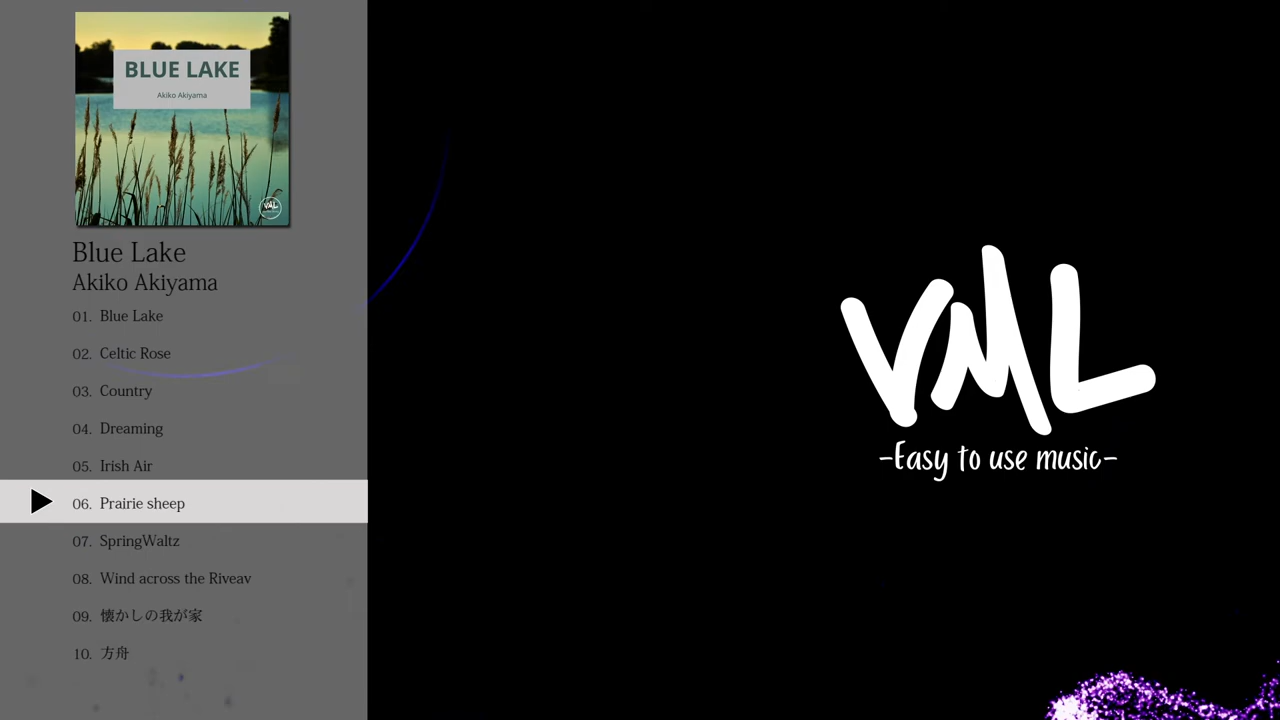 BLUE LAKE
Akiko Akiyama
VML
Blue Lake
Akiko Akiyama
01. Blue Lake
02. Celtic Rose
03. Country
04. Dreaming
05. Irish Air
06. Prairie sheep
07. SpringWaltz
08. Wind across the Riveav
09. 懐かしの我が家
10. 方舟
VML
-Easy to use music-